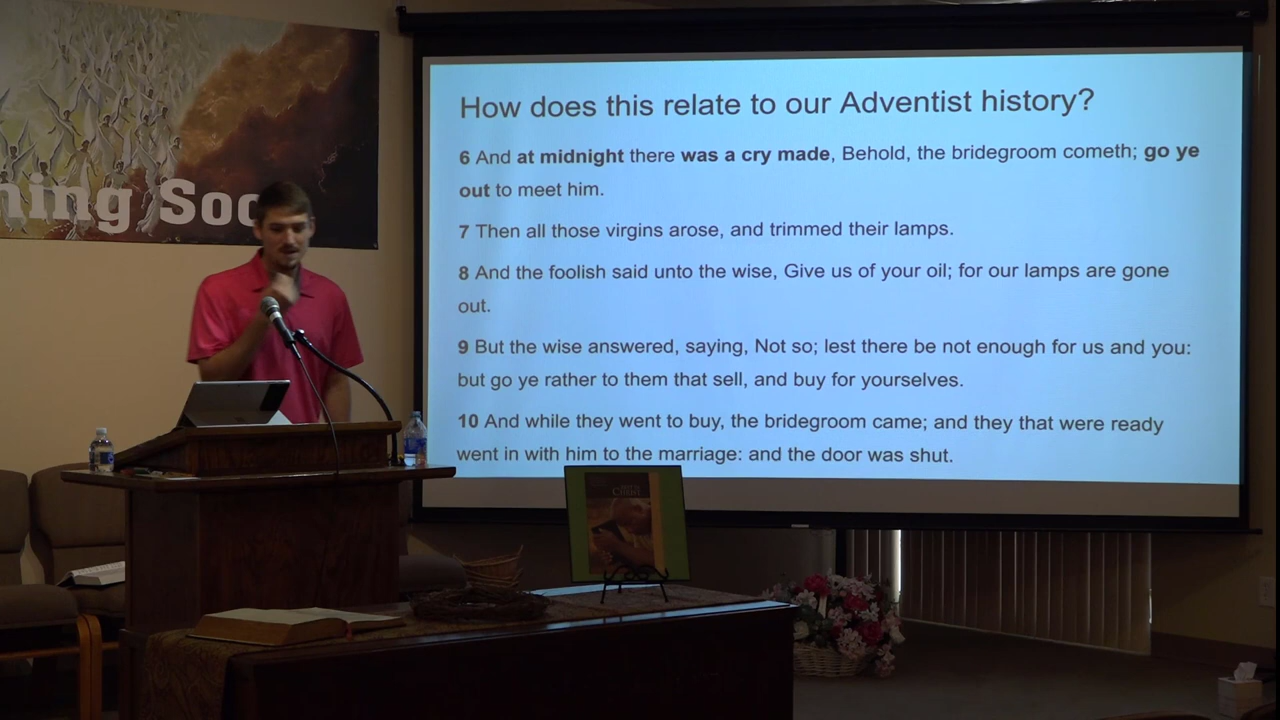 ning Soo
How does this relate to our Adventist history?
6 And at midnight there was a cry made, Behold, the bridegroom cometh; go ye
out to meet him.
7 Then all those virgins arose, and trimmed their lamps.
8 And the foolish said unto the wise, Give us of your oil; for our lamps are gone
out.
9 But the wise answered, saying, Not so; lest there be not enough for us and you:
but go ye rather to them that sell, and buy for yourselves.
10 And while they went to buy, the bridegroom came; and they that were ready
went in with him to the marriage: and the door was shut.
CHRIST